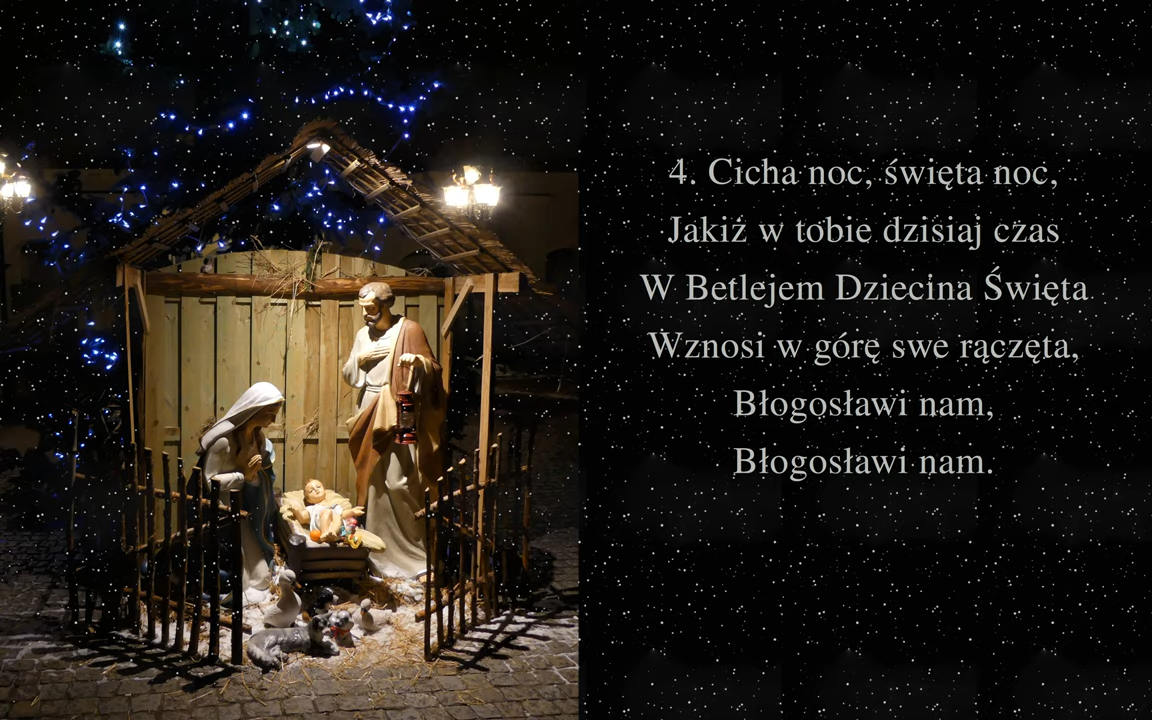 4. Cicha noc, święta noc,
Jakiż w tobie dzisiaj czas
W Betlejem Dziecina Święta
Wznosi w górę swe rączęta,
Błogosławi nam,
Błogosławi nam.